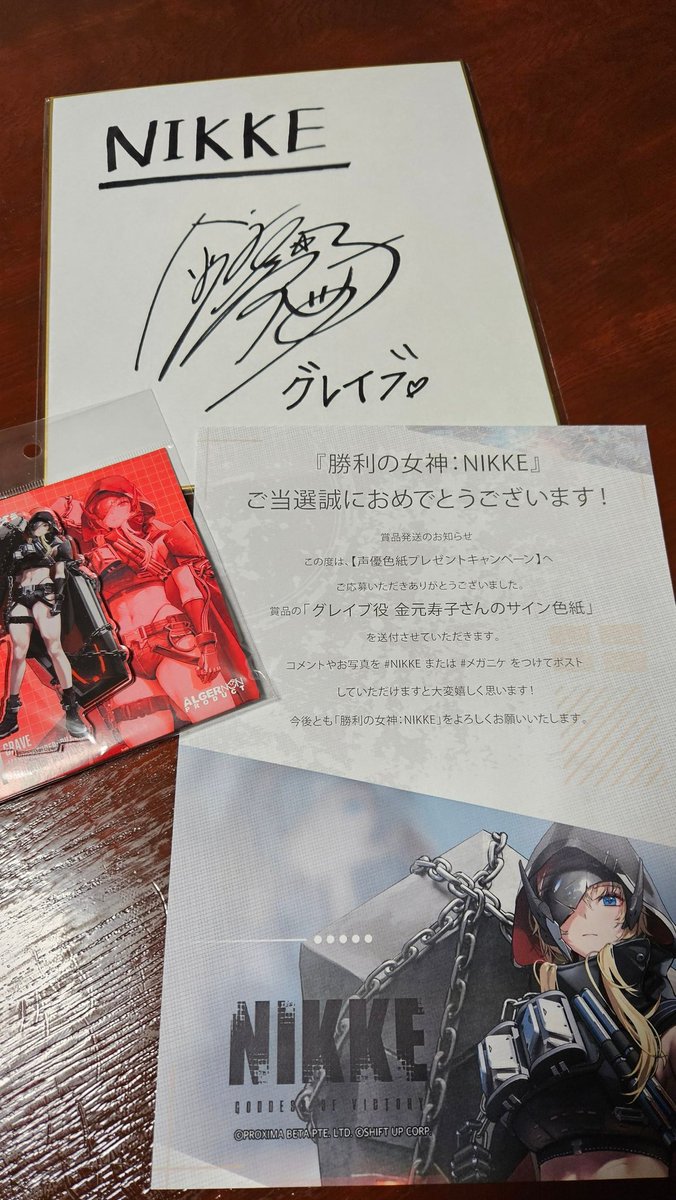 NIKKE
グレイブ♡
『勝利の女神：NIKKE』
ご当選誠におめでとうございます！
賞品発送のお知らせ
この度は、【声優色紙プレゼントキャンペーン】へ
ご応募いただきありがとうございました。
賞品の「グレイブ役 金元寿子さんのサイン色紙」
を送付させていただきます。
コメントやお写真を #NIKKE または #メガニケ をつけてポスト
していただけますと大変嬉しく思います！
今後とも「勝利の女神：NIKKE」をよろしくお願いいたします。
ALGERNON
PRODUCT
GRAVE
NIKKE
GODDESS OF VICTORY
©PROXIMA BETA PTE. LTD. ©SHIFT UP CORP.